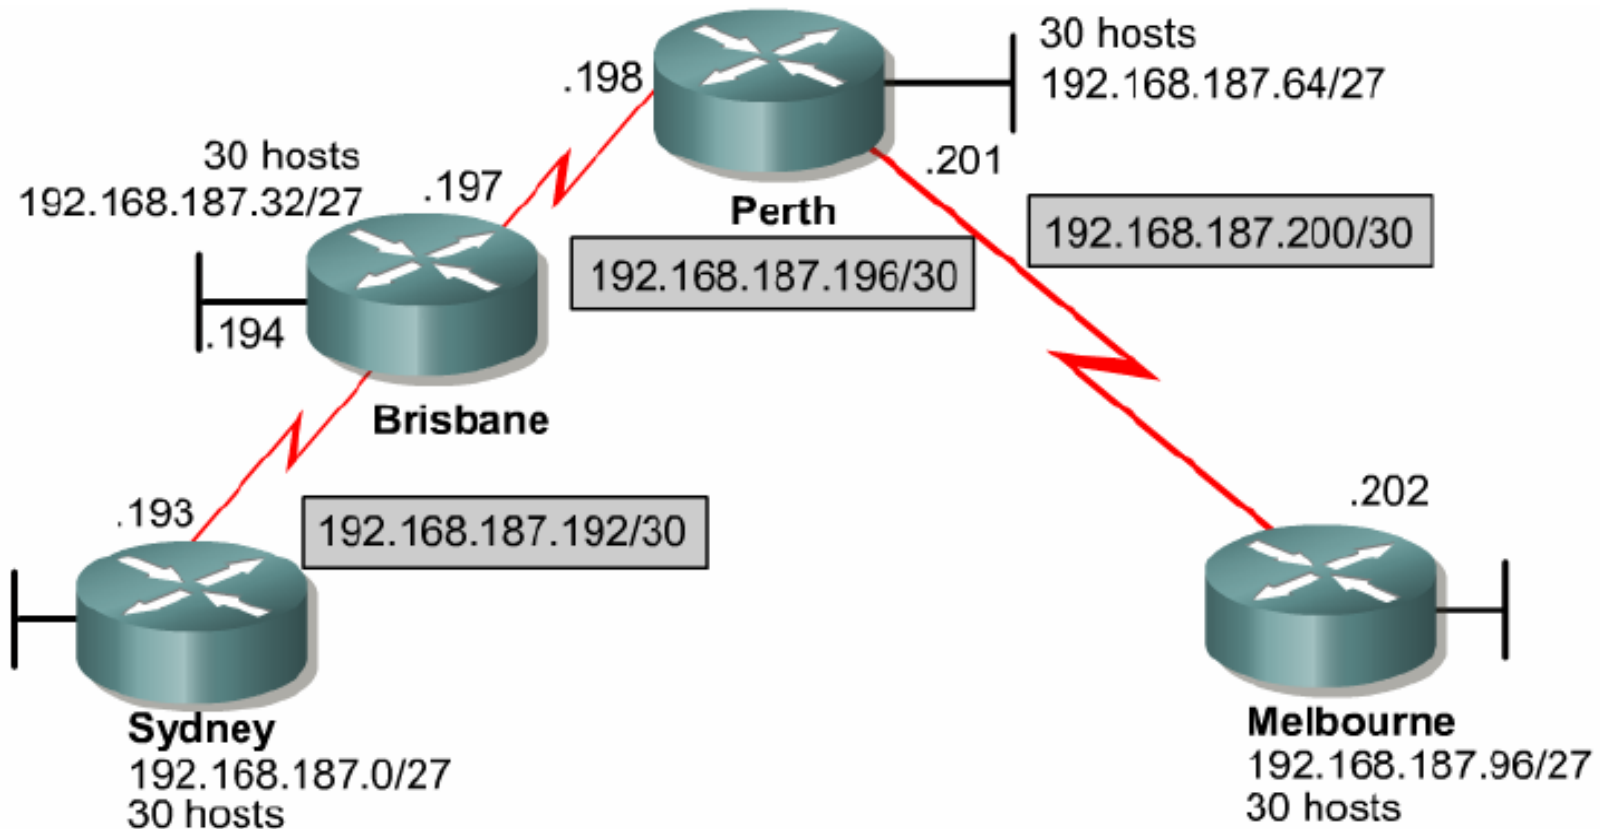 30 hosts
192.168.187.64/27
.198
.201
Perth
30 hosts
192.168.187.32/27
.197
192.168.187.200/30
192.168.187.196/30
.194
Brisbane
.193
192.168.187.192/30
.202
Sydney
192.168.187.0/27
30 hosts
Melbourne
192.168.187.96/27
30 hosts